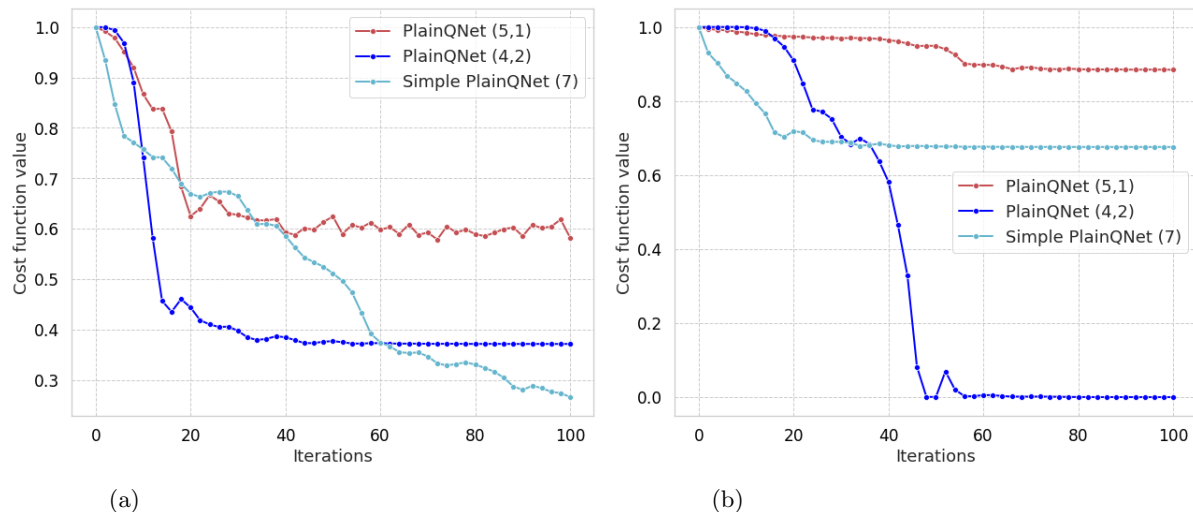 1.0
0.9
0.8
0.7
0.6
0.5
0.4
0.3
Cost function value
PlainQNet (5,1)
PlainQNet (4,2)
Simple PlainQNet (7)
0 20 40 60 80 100
Iterations
(a)
1.0
0.8
0.6
0.4
0.2
0.0
Cost function value
PlainQNet (5,1)
PlainQNet (4,2)
Simple PlainQNet (7)
0 20 40 60 80 100
Iterations
(b)